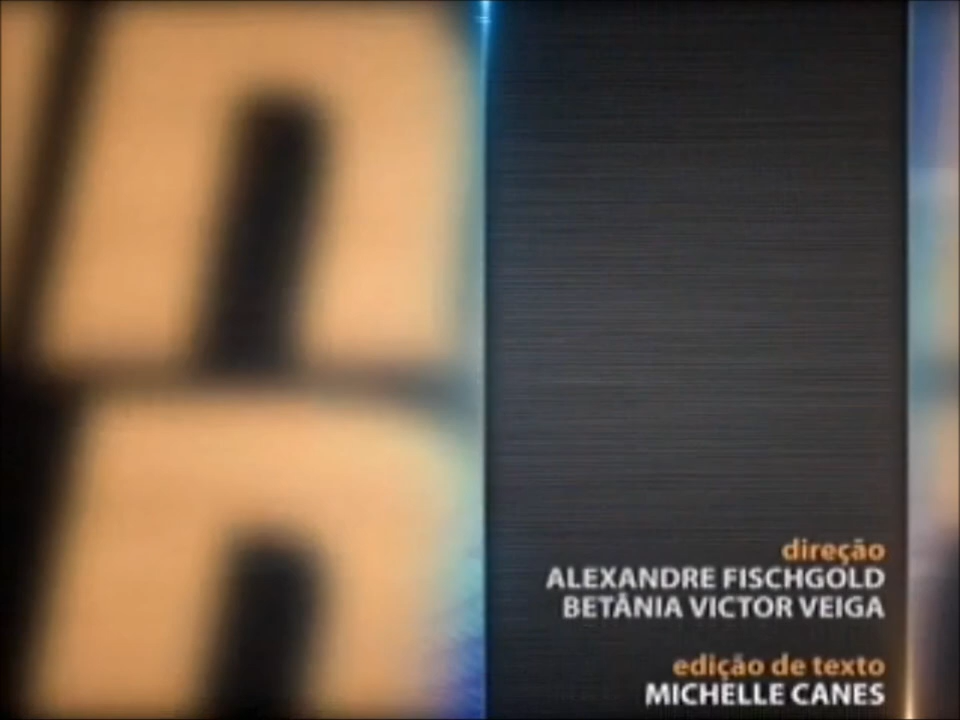 direção
ALEXANDRE FISCHGOLD
BETÂNIA VICTOR VEIGA
edição de texto
MICHELLE CANES